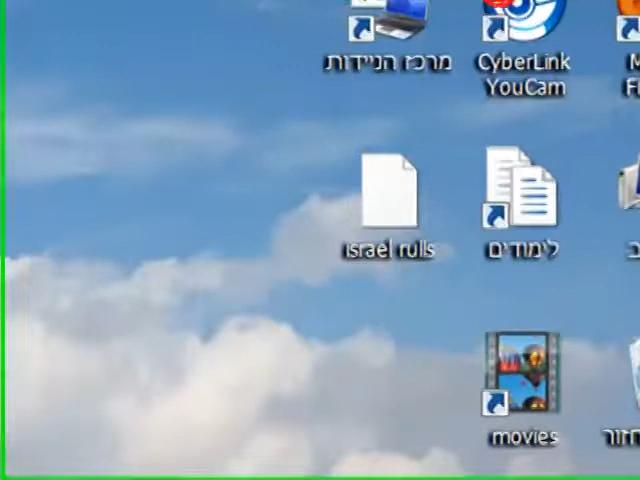 מרכז הניידות
CyberLink
YouCam
M
israel rulls
לימודים
ב
movies